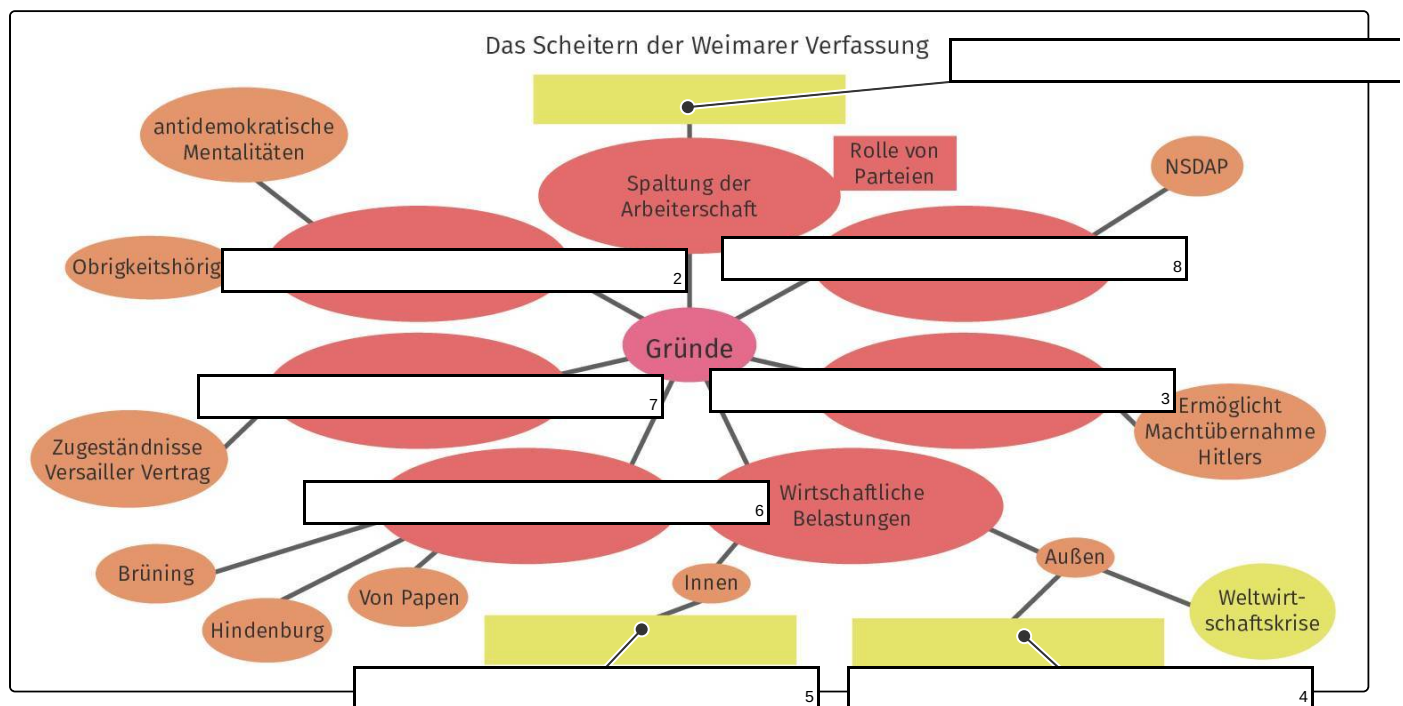 Das Scheitern der Weimarer Verfassung
antidemokratische
Mentalitäten
Rolle von
Parteien
NSDAP
Spaltung der
Arbeiterschaft
Obrigkeitshörig
2
8
Gründe
7
3
Ermöglicht
Machtübernahme
Hitlers
Zugeständnisse
Versailler Vertrag
6
Wirtschaftliche
Belastungen
Außen
Brüning
Innen
Von Papen
Weltwirt-
schaftskrise
Hindenburg
5
4